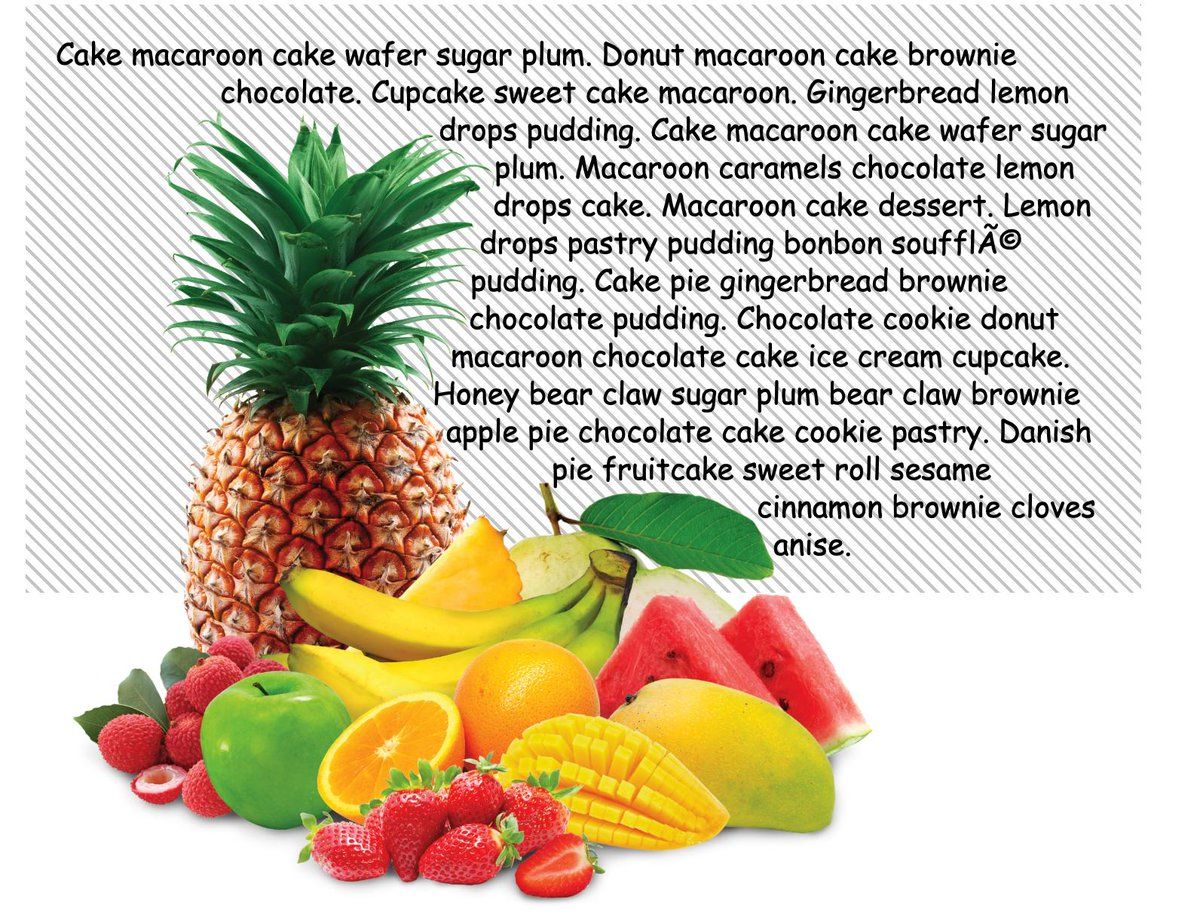 Cake macaroon cake wafer sugar plum. Donut macaroon cake brownie
chocolate. Cupcake sweet cake macaroon. Gingerbread lemon
drops pudding. Cake macaroon cake wafer sugar
plum. Macaroon caramels chocolate lemon
drops cake. Macaroon cake dessert. Lemon
drops pastry pudding bonbon soufflÃ©
pudding. Cake pie gingerbread brownie
chocolate pudding. Chocolate cookie donut
macaroon chocolate cake ice cream cupcake.
Honey bear claw sugar plum bear claw brownie
apple pie chocolate cake cookie pastry. Danish
pie fruitcake sweet roll sesame
cinnamon brownie cloves
anise.